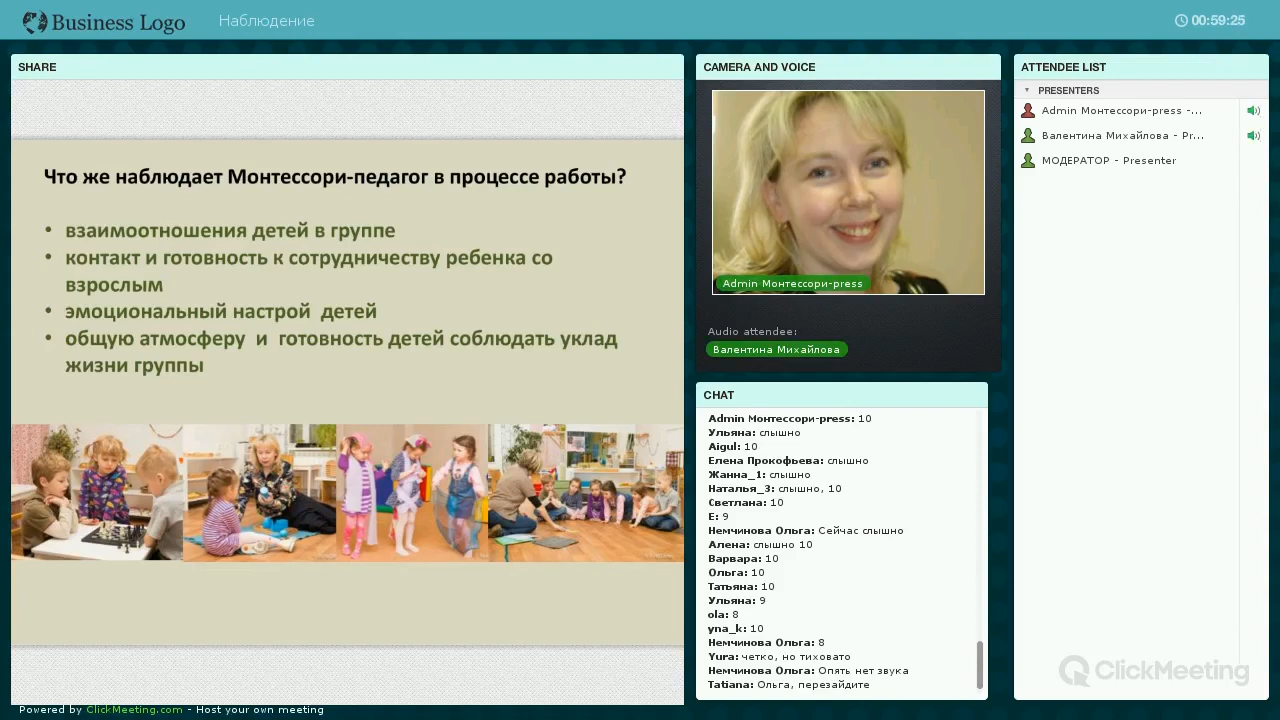 Business Logo
Наблюдение
00:59:25
SHARE
Что же наблюдает Монтессори-педагог в процессе работы?
• взаимоотношения детей в группе
• контакт и готовность к сотрудничеству ребенка со
взрослым
• эмоциональный настрой детей
• общую атмосферу и готовность детей соблюдать уклад
жизни группы
CAMERA AND VOICE
Admin Монтессори-press
Audio attendee:
Валентина Михайлова
CHAT
Admin Монтессори-press: 10
Ульяна: слышно
Aigul: 10
Елена Прокофьева: слышно
Жанна_1: слышно
Наталья_3: слышно, 10
Светлана: 10
E: 9
Немчинова Ольга: Сейчас слышно
Алена: слышно 10
Варвара: 10
Ольга: 10
Татьяна: 10
Ульяна: 9
ola: 8
yna_k: 10
Немчинова Ольга: 8
Yura: четко, но тиховато
Немчинова Ольга: Опять нет звука
Tatiana: Ольга, перезайдите
ATTENDEE LIST
PRESENTERS
Admin Монтессори-press -...
Валентина Михайлова - Pr...
МОДЕРАТОР - Presenter
ClickMeeting
Powered by ClickMeeting.com - Host your own meeting